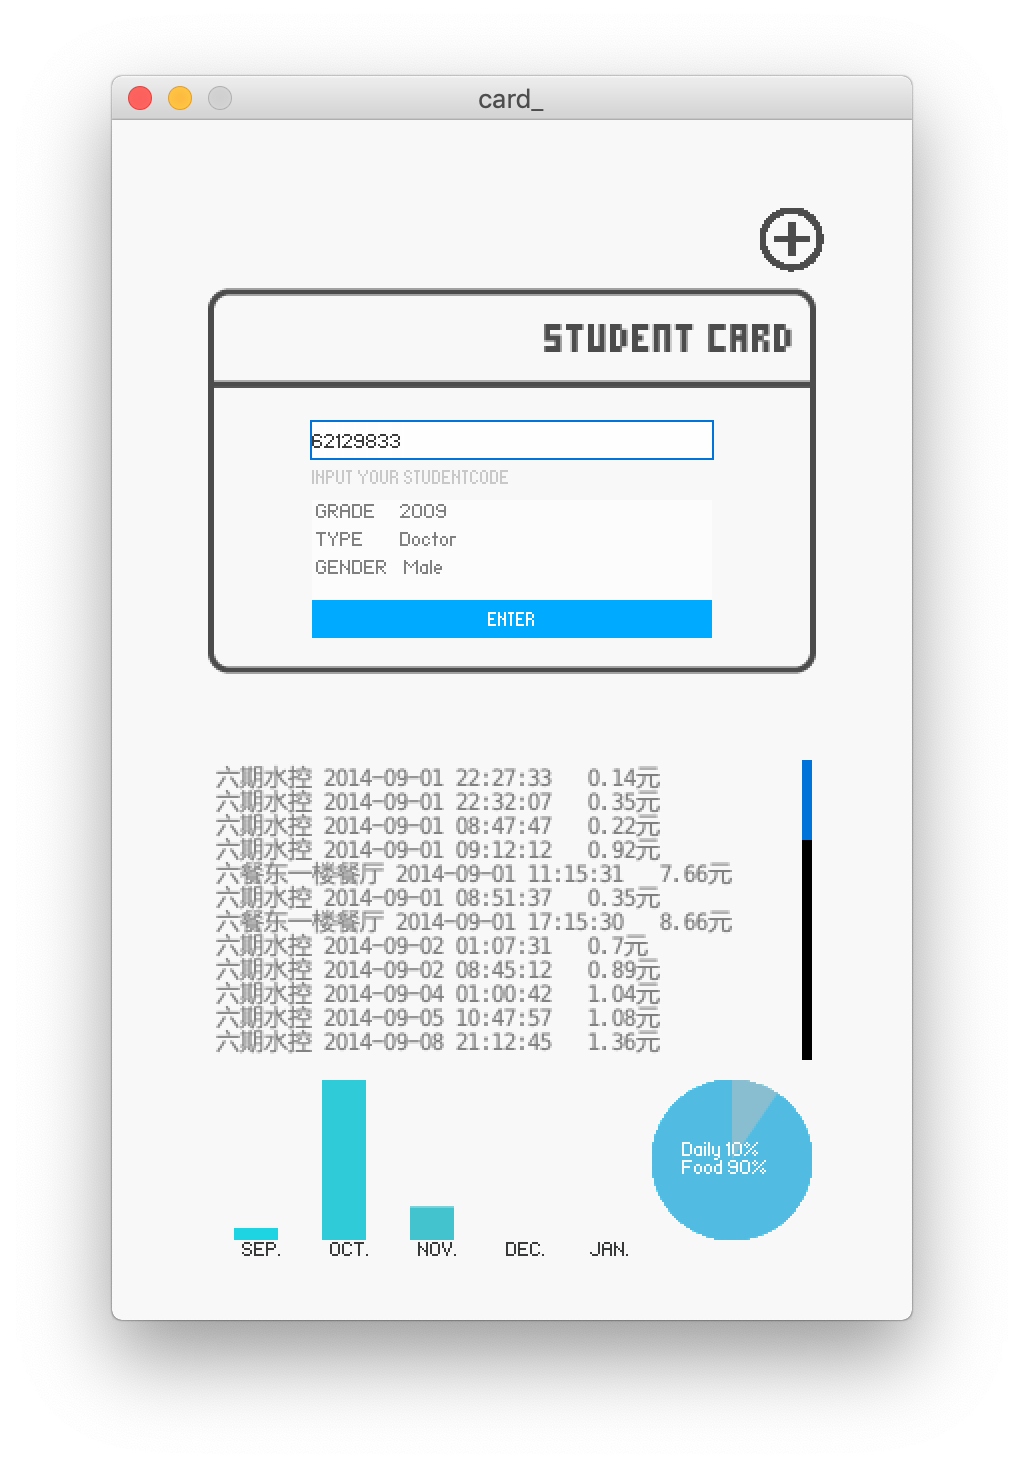 card_
STUDENT CARD
62129833
INPUT YOUR STUDENTCODE
GRADE 2009
TYPE Doctor
GENDER Male
ENTER
六期水控 2014-09-01 22:27:33 0.14元
六期水控 2014-09-01 22:32:07 0.35元
六期水控 2014-09-01 08:47:47 0.22元
六期水控 2014-09-01 09:12:12 0.92元
六餐东一楼餐厅 2014-09-01 11:15:31 7.66元
六期水控 2014-09-01 08:51:37 0.35元
六餐东一楼餐厅 2014-09-01 17:15:30 8.66元
六期水控 2014-09-02 01:07:31 0.7元
六期水控 2014-09-02 08:45:12 0.89元
六期水控 2014-09-04 01:00:42 1.04元
六期水控 2014-09-05 10:47:57 1.08元
六期水控 2014-09-08 21:12:45 1.36元
Daily 10%
Food 90%
SEP. OCT. NOV. DEC. JAN.